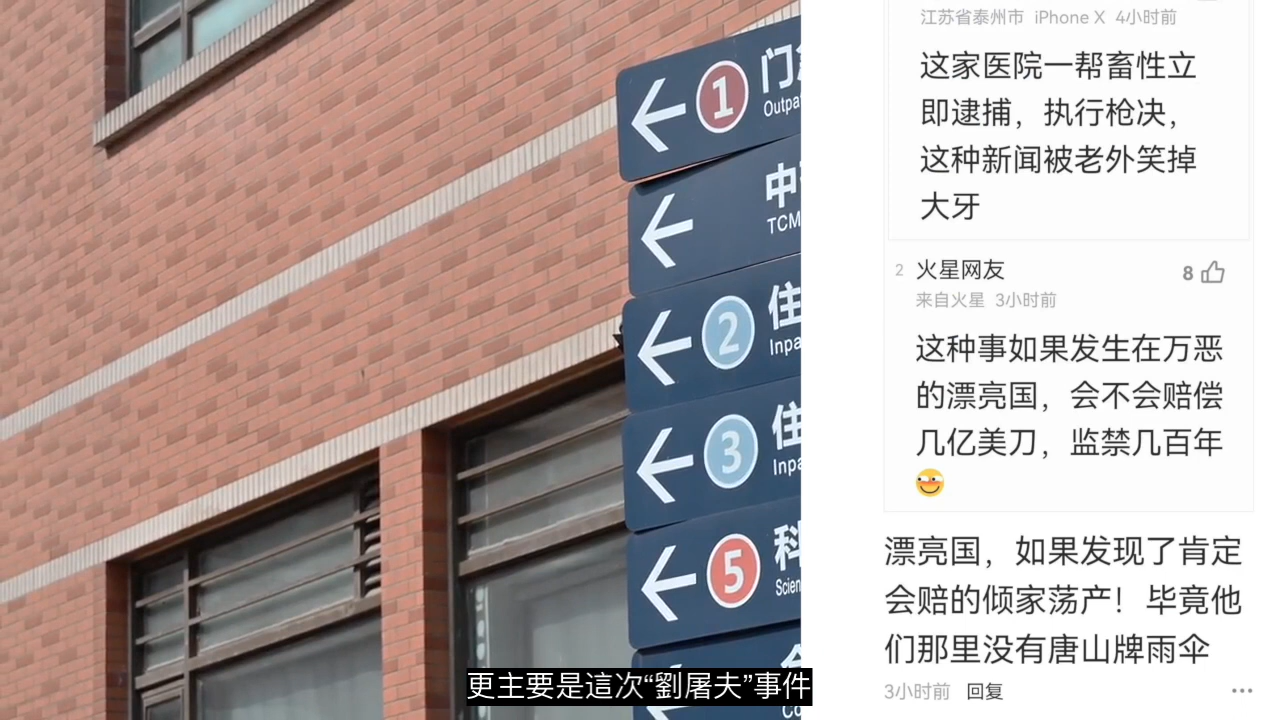 1
门
Outpa
中
TCM
2
住
Inpa
3
住
Inpa
5
科
Scien
更主要是這次“劉屠夫”事件
江苏省泰州市 iPhone X 4小时前
这家医院一帮畜性立
即逮捕，执行枪决，
这种新闻被老外笑掉
大牙
2 火星网友 8
来自火星 3小时前
这种事如果发生在万恶
的漂亮国，会不会赔偿
几亿美刀，监禁几百年
漂亮国，如果发现了肯定
会赔的倾家荡产！毕竟他
们那里没有唐山牌雨伞
3小时前 回复